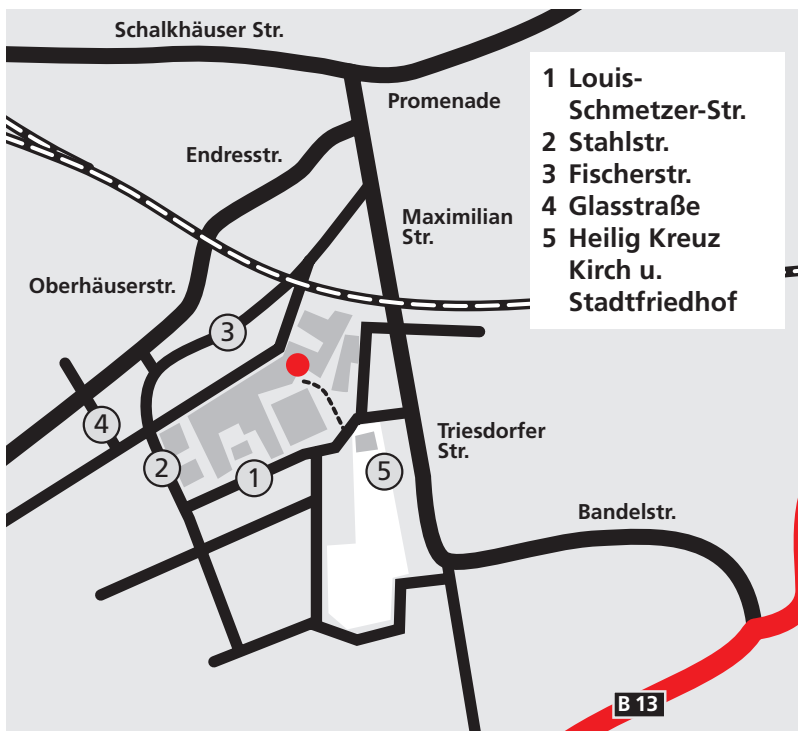 Schalkhäuser Str.
Promenade
Endresstr.
Maximilian
Str.
Oberhäuserstr.
1 Louis-
Schmetzer-Str.
2 Stahlstr.
3 Fischerstr.
4 Glasstraße
5 Heilig Kreuz
Kirch u.
Stadtfriedhof
3
4
2
1
5
Triesdorfer
Str.
Bandelstr.
B 13